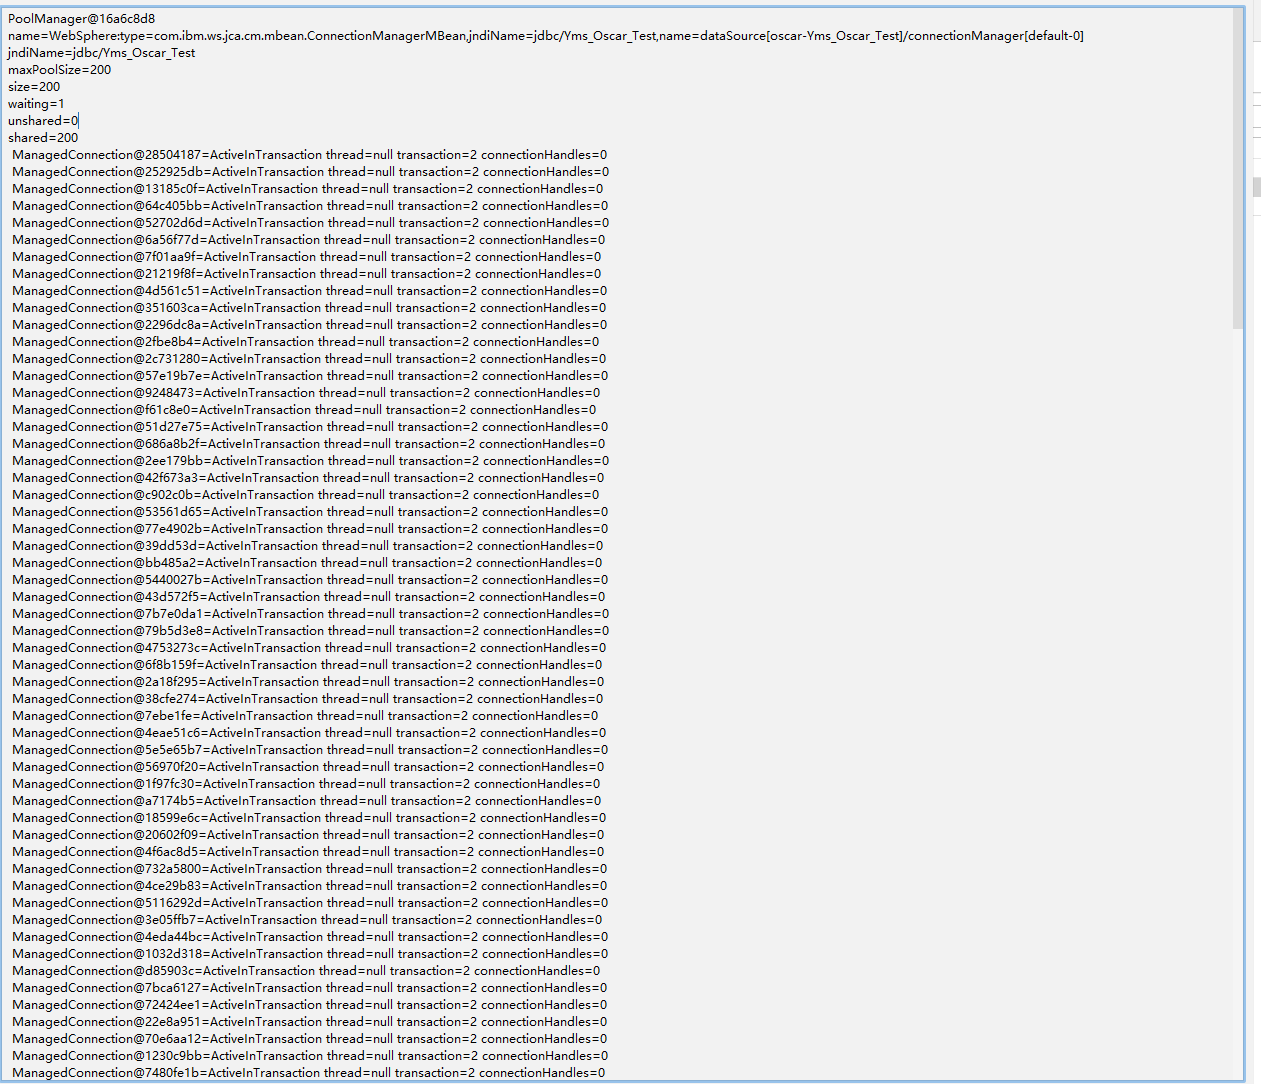 PoolManager@16a6c8d8
name=WebSphere:type=com.ibm.ws.jca.cm.mbean.ConnectionManagerMBean,jndiName=jdbc/Yms_Oscar_Test,name=dataSource[oscar-Yms_Oscar_Test]/connectionManager[default-0]
jndiName=jdbc/Yms_Oscar_Test
maxPoolSize=200
size=200
waiting=1
unshared=0
shared=200
ManagedConnection@28504187=ActiveInTransaction thread=null transaction=2 connectionHandles=0
ManagedConnection@252925db=ActiveInTransaction thread=null transaction=2 connectionHandles=0
ManagedConnection@13185c0f=ActiveInTransaction thread=null transaction=2 connectionHandles=0
ManagedConnection@64c405bb=ActiveInTransaction thread=null transaction=2 connectionHandles=0
ManagedConnection@52702d6d=ActiveInTransaction thread=null transaction=2 connectionHandles=0
ManagedConnection@6a56f77d=ActiveInTransaction thread=null transaction=2 connectionHandles=0
ManagedConnection@7f01aa9f=ActiveInTransaction thread=null transaction=2 connectionHandles=0
ManagedConnection@21219f8f=ActiveInTransaction thread=null transaction=2 connectionHandles=0
ManagedConnection@4d561c51=ActiveInTransaction thread=null transaction=2 connectionHandles=0
ManagedConnection@351603ca=ActiveInTransaction thread=null transaction=2 connectionHandles=0
ManagedConnection@2296dc8a=ActiveInTransaction thread=null transaction=2 connectionHandles=0
ManagedConnection@2fbe8b4=ActiveInTransaction thread=null transaction=2 connectionHandles=0
ManagedConnection@2c731280=ActiveInTransaction thread=null transaction=2 connectionHandles=0
ManagedConnection@57e19b7e=ActiveInTransaction thread=null transaction=2 connectionHandles=0
ManagedConnection@9248473=ActiveInTransaction thread=null transaction=2 connectionHandles=0
ManagedConnection@f61c8e0=ActiveInTransaction thread=null transaction=2 connectionHandles=0
ManagedConnection@51d27e75=ActiveInTransaction thread=null transaction=2 connectionHandles=0
ManagedConnection@686a8b2f=ActiveInTransaction thread=null transaction=2 connectionHandles=0
ManagedConnection@2ee179bb=ActiveInTransaction thread=null transaction=2 connectionHandles=0
ManagedConnection@42f673a3=ActiveInTransaction thread=null transaction=2 connectionHandles=0
ManagedConnection@c902c0b=ActiveInTransaction thread=null transaction=2 connectionHandles=0
ManagedConnection@53561d65=ActiveInTransaction thread=null transaction=2 connectionHandles=0
ManagedConnection@77e4902b=ActiveInTransaction thread=null transaction=2 connectionHandles=0
ManagedConnection@39dd53d=ActiveInTransaction thread=null transaction=2 connectionHandles=0
ManagedConnection@bb485a2=ActiveInTransaction thread=null transaction=2 connectionHandles=0
ManagedConnection@5440027b=ActiveInTransaction thread=null transaction=2 connectionHandles=0
ManagedConnection@43d572f5=ActiveInTransaction thread=null transaction=2 connectionHandles=0
ManagedConnection@7b7e0da1=ActiveInTransaction thread=null transaction=2 connectionHandles=0
ManagedConnection@79b5d3e8=ActiveInTransaction thread=null transaction=2 connectionHandles=0
ManagedConnection@4753273c=ActiveInTransaction thread=null transaction=2 connectionHandles=0
ManagedConnection@6f8b159f=ActiveInTransaction thread=null transaction=2 connectionHandles=0
ManagedConnection@2a18f295=ActiveInTransaction thread=null transaction=2 connectionHandles=0
ManagedConnection@38cfe274=ActiveInTransaction thread=null transaction=2 connectionHandles=0
ManagedConnection@7ebe1fe=ActiveInTransaction thread=null transaction=2 connectionHandles=0
ManagedConnection@4eae51c6=ActiveInTransaction thread=null transaction=2 connectionHandles=0
ManagedConnection@5e5e65b7=ActiveInTransaction thread=null transaction=2 connectionHandles=0
ManagedConnection@56970f20=ActiveInTransaction thread=null transaction=2 connectionHandles=0
ManagedConnection@1f97fc30=ActiveInTransaction thread=null transaction=2 connectionHandles=0
ManagedConnection@a7174b5=ActiveInTransaction thread=null transaction=2 connectionHandles=0
ManagedConnection@18599e6c=ActiveInTransaction thread=null transaction=2 connectionHandles=0
ManagedConnection@20602f09=ActiveInTransaction thread=null transaction=2 connectionHandles=0
ManagedConnection@4f6ac8d5=ActiveInTransaction thread=null transaction=2 connectionHandles=0
ManagedConnection@732a5800=ActiveInTransaction thread=null transaction=2 connectionHandles=0
ManagedConnection@4ce29b83=ActiveInTransaction thread=null transaction=2 connectionHandles=0
ManagedConnection@5116292d=ActiveInTransaction thread=null transaction=2 connectionHandles=0
ManagedConnection@3e05ffb7=ActiveInTransaction thread=null transaction=2 connectionHandles=0
ManagedConnection@4eda44bc=ActiveInTransaction thread=null transaction=2 connectionHandles=0
ManagedConnection@1032d318=ActiveInTransaction thread=null transaction=2 connectionHandles=0
ManagedConnection@d85903c=ActiveInTransaction thread=null transaction=2 connectionHandles=0
ManagedConnection@7bca6127=ActiveInTransaction thread=null transaction=2 connectionHandles=0
ManagedConnection@72424ee1=ActiveInTransaction thread=null transaction=2 connectionHandles=0
ManagedConnection@22e8a951=ActiveInTransaction thread=null transaction=2 connectionHandles=0
ManagedConnection@70e6aa12=ActiveInTransaction thread=null transaction=2 connectionHandles=0
ManagedConnection@1230c9bb=ActiveInTransaction thread=null transaction=2 connectionHandles=0
ManagedConnection@7480fe1b=ActiveInTransaction thread=null transaction=2 connectionHandles=0